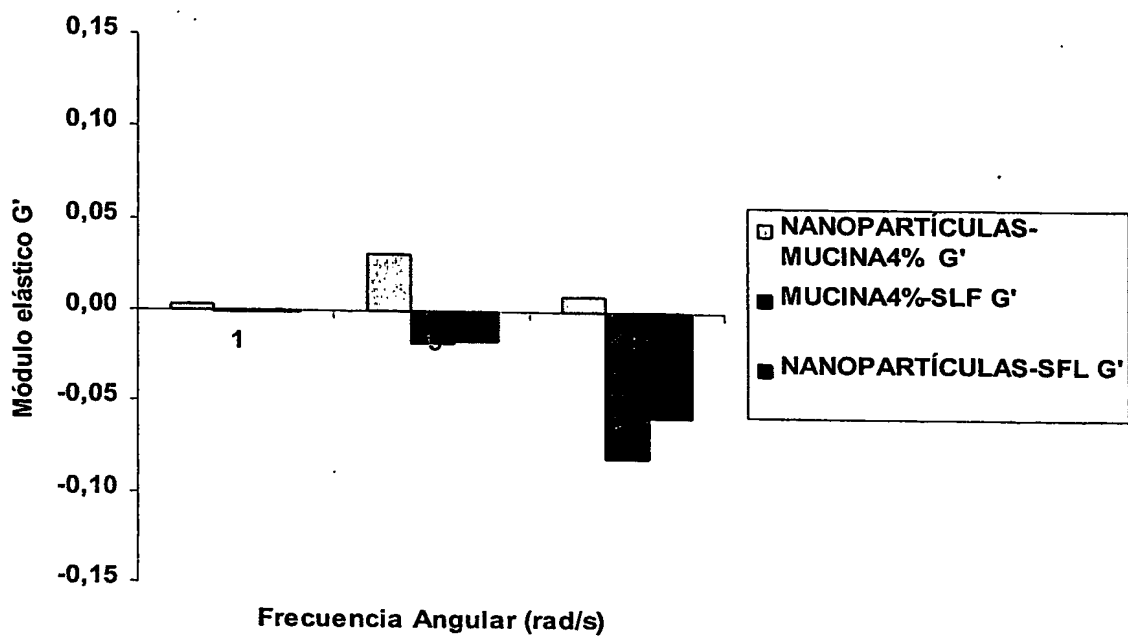 0,15
0,10
0,05
0,00
-0,05
-0,10
-0,15
Módulo elástico G'
1
Frecuencia Angular (rad/s)
NANOPARTÍCULAS-
MUCINA4% G'
MUCINA4%-SLF G'
NANOPARTÍCULAS-SFL G'